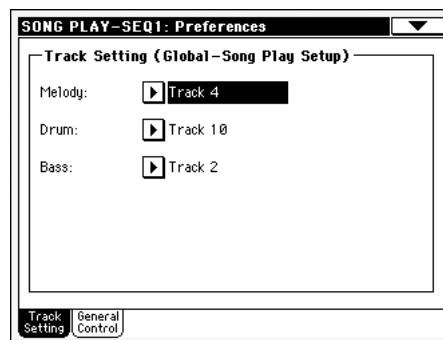 SONG PLAY-SEQ1: Preferences
Track Setting (Global-Song Play Setup)
Melody: Track 4
Drum: Track 10
Bass: Track 2
Track Setting
General Control